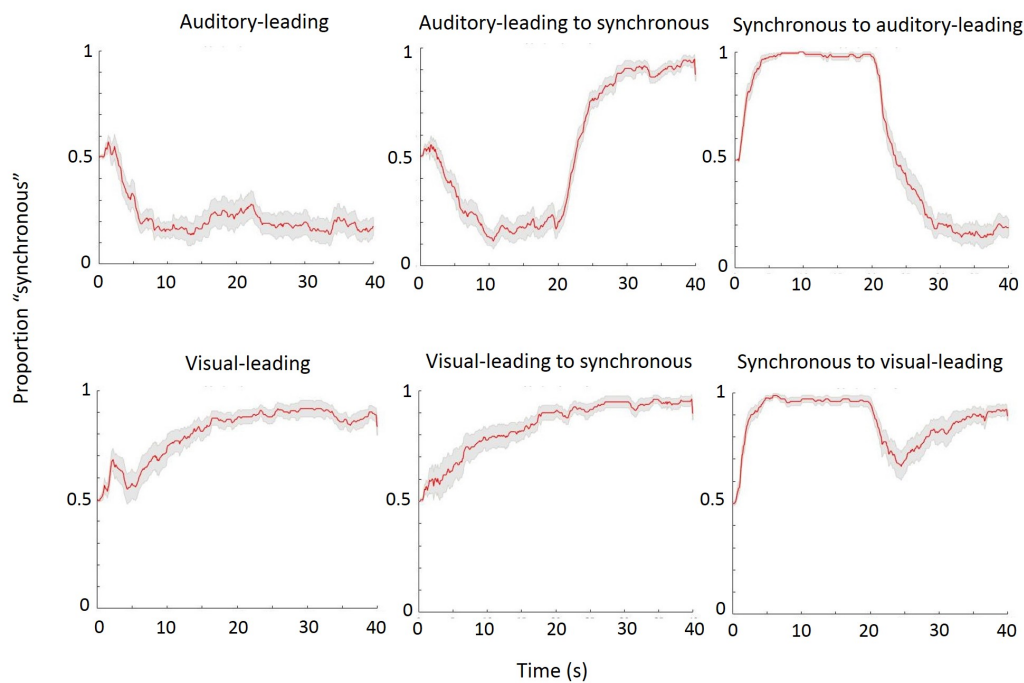 Auditory-leading
Auditory-leading to synchronous
Synchronous to auditory-leading
1
0.5
0
0 10 20 30 40
1
0.5
0
0 10 20 30 40
1
0.5
0
0 10 20 30 40
Proportion “synchronous”
Visual-leading
Visual-leading to synchronous
Synchronous to visual-leading
1
0.5
0
0 10 20 30 40
1
0.5
0
0 10 20 30 40
1
0.5
0
0 10 20 30 40
Time (s)